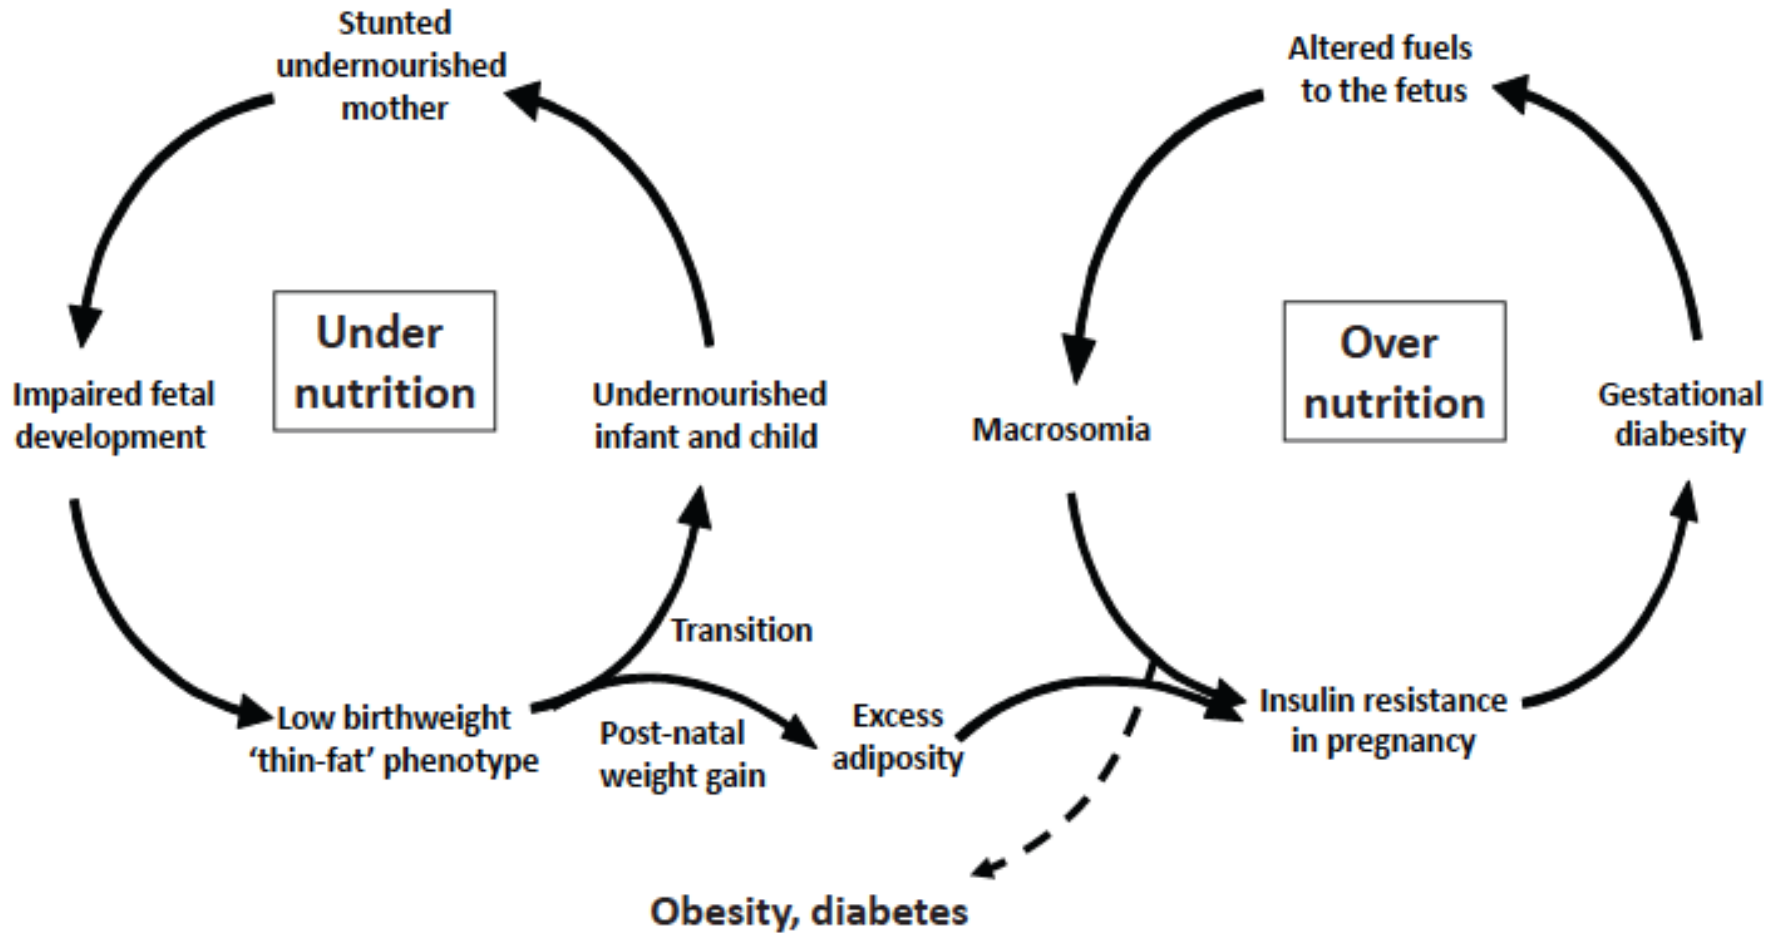 Stunted
undernourished
mother
Altered fuels
to the fetus
Under
nutrition
Over
nutrition
Impaired fetal
development
Undernourished
infant and child
Macrosomia
Gestational
diabesity
Transition
Low birthweight
‘thin-fat’ phenotype
Post-natal
weight gain
Excess
adiposity
Insulin resistance
in pregnancy
Obesity, diabetes